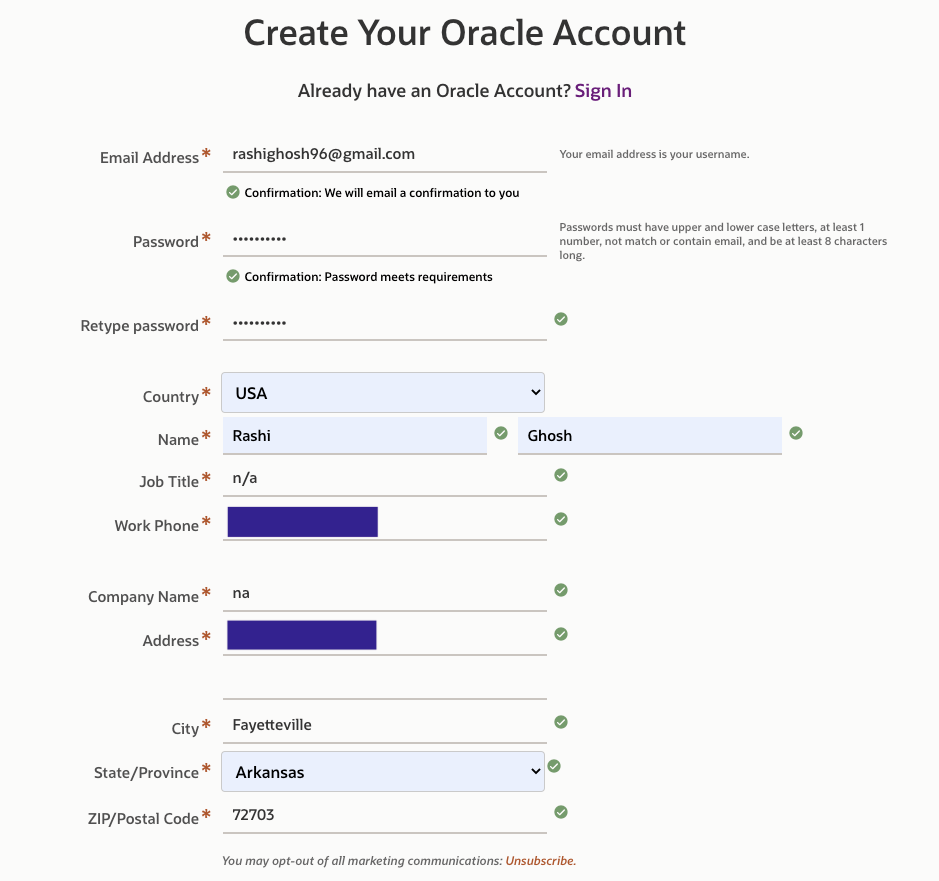 Create Your Oracle Account
Already have an Oracle Account? Sign In
Email Address* rashighosh96@gmail.com Your email address is your username.
Confirmation: We will email a confirmation to you
Password* •••••••••• Passwords must have upper and lower case letters, at least 1
number, not match or contain email, and be at least 8 characters
long.
Confirmation: Password meets requirements
Retype password* ••••••••••
Country* USA
Name* Rashi Ghosh
Job Title* n/a
Work Phone*
Company Name* na
Address*
City* Fayetteville
State/Province* Arkansas
ZIP/Postal Code* 72703
You may opt-out of all marketing communications: Unsubscribe.